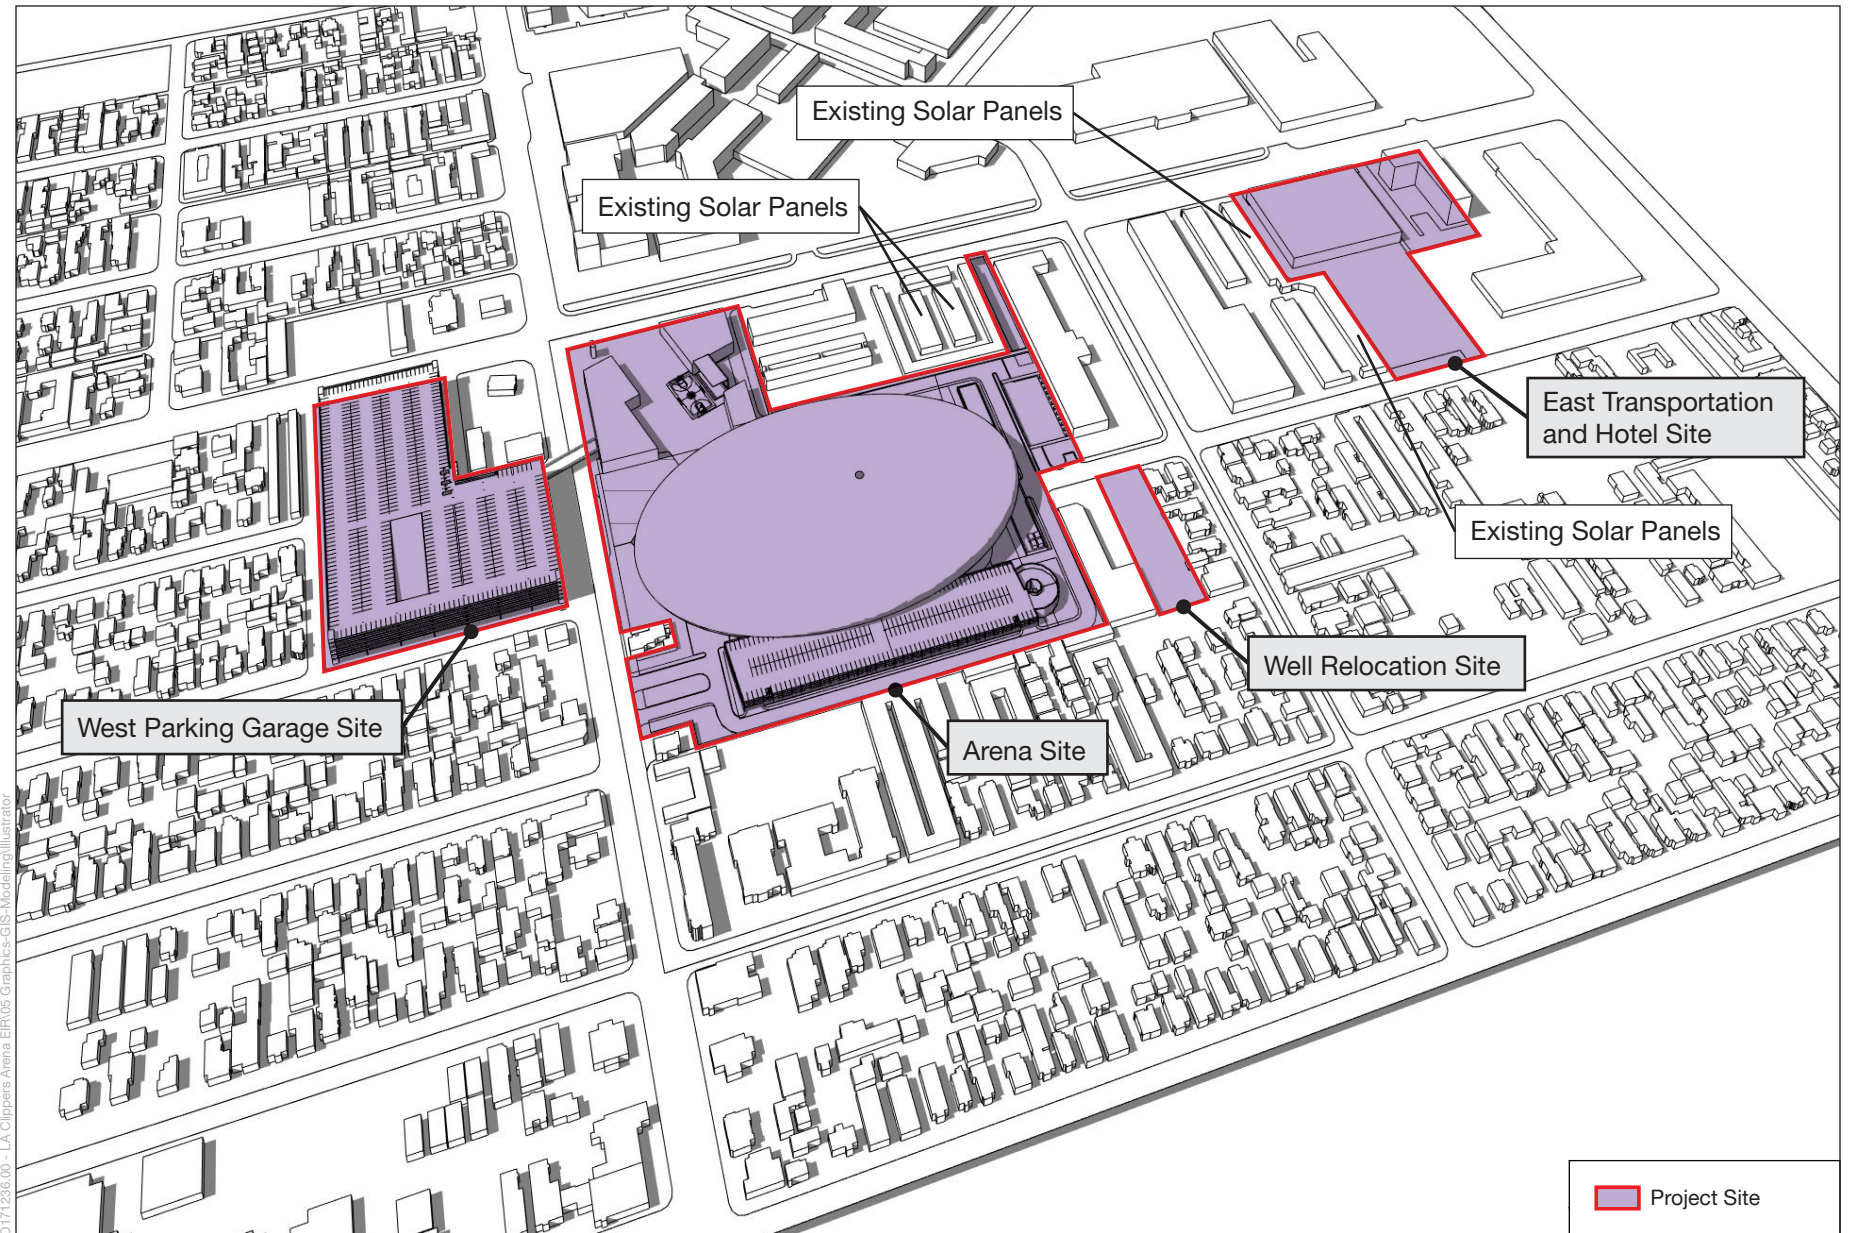 Existing Solar Panels
Existing Solar Panels
East Transportation
and Hotel Site
Existing Solar Panels
Well Relocation Site
West Parking Garage Site
Arena Site
Project Site
D171236.00 - LA Clippers Arena EIR\05 Graphics-GIS-Modeling\Illustrator